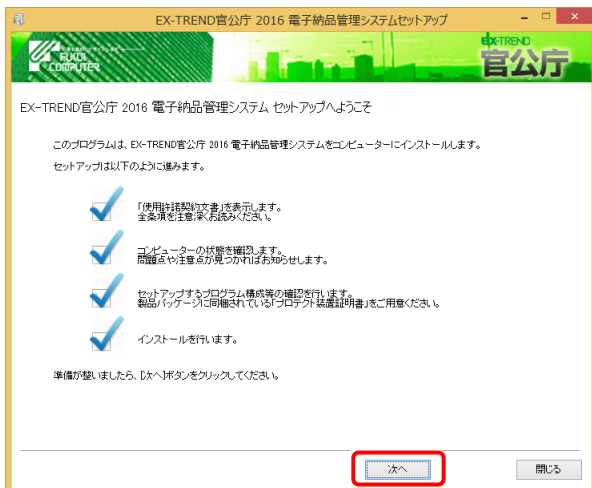 EX-TREND官公庁 2016 電子納品管理システムセットアップ
FUKUI
COMPUTER
EX-TREND
官公庁
EX-TREND官公庁 2016 電子納品管理システム セットアップへようこそ
このプログラムは、EX-TREND官公庁 2016 電子納品管理システムをコンピューターにインストールします。
セットアップは以下のように進みます。
「使用許諾契約文書」を表示します。
全条項を注意深くお読みください。
コンピューターの状態を確認します。
問題点や注意点が見つかればお知らせします。
セットアップするプログラム構成等の確認を行います。
製品パッケージに同梱されている「プロテクト装置証明書」をご用意ください。
インストールを行います。
準備が整いましたら、[次へ]ボタンをクリックしてください。
次へ
閉じる